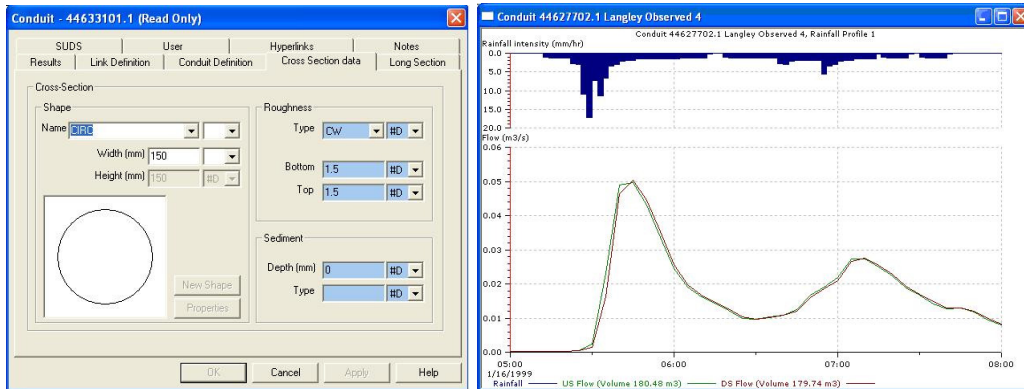 Conduit - 44633101.1 (Read Only)
SUDS User Hyperlinks Notes
Results Link Definition Conduit Definition Cross Section data Long Section
Cross-Section
Shape
Name CIRC
Width (mm) 150
Height (mm) 150 #D
New Shape
Properties
Roughness
Type CW #D
Bottom 1.5 #D
Top 1.5 #D
Sediment
Depth (mm) 0 #D
Type #D
OK Cancel Apply Help
Conduit 44627702.1 Langley Observed 4
Conduit 44627702.1 Langley Observed 4, Rainfall Profile 1
Rainfall intensity (mm/hr)
0.0
5.0
10.0
15.0
20.0
Flow (m3/s)
0.06
0.05
0.04
0.03
0.02
0.01
0.00
05:00 06:00 07:00 08:00
1/16/1999
Rainfall US Flow (Volume 180.48 m3) DS Flow (Volume 179.74 m3)